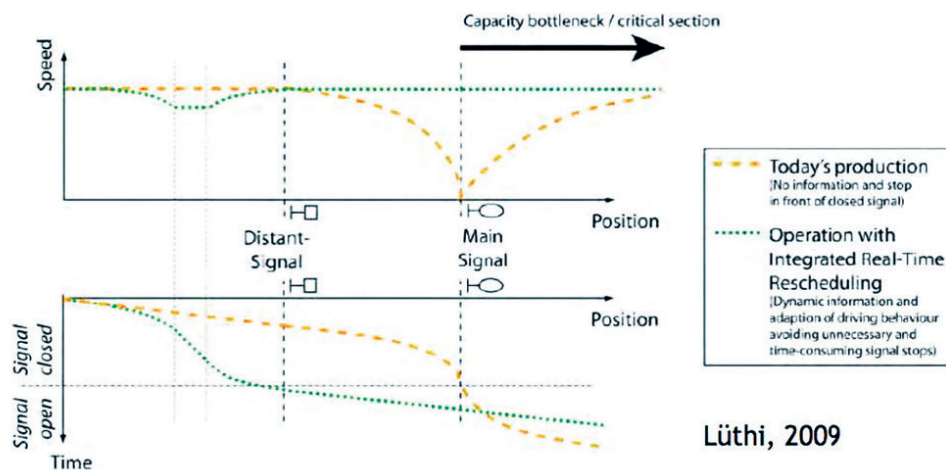 Capacity bottleneck / critical section
Speed
Position
Distant-
Signal
Main
Signal
Position
Signal
closed
Signal
open
Time
Today's production
(No information and stop
in front of closed signal)
Operation with
Integrated Real-Time
Rescheduling
(Dynamic information and
adaption of driving behaviour
avoiding unnecessary and
time-consuming signal stops)
Lüthi, 2009